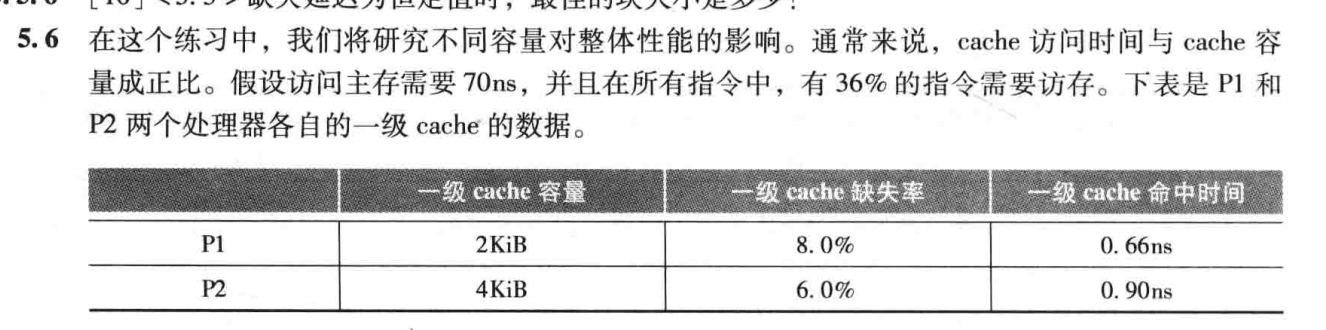 缺失延迟为恒定值时，最佳的块大小是多少？
5.6 在这个练习中，我们将研究不同容量对整体性能的影响。通常来说，cache 访问时间与 cache 容
量成正比。假设访问主存需要 70ns，并且在所有指令中，有 36% 的指令需要访存。下表是 P1 和
P2 两个处理器各自的一级 cache 的数据。
一级 cache 容量 一级 cache 缺失率 一级 cache 命中时间
P1 2KiB 8.0% 0.66ns
P2 4KiB 6.0% 0.90ns